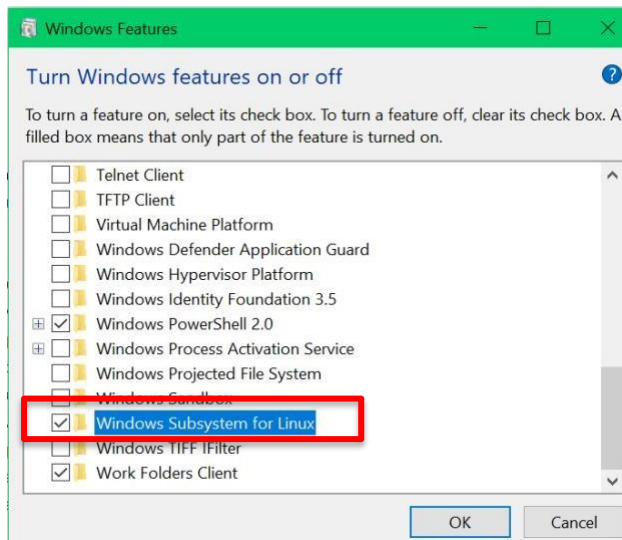 Windows Features
Turn Windows features on or off
To turn a feature on, select its check box. To turn a feature off, clear its check box. A
filled box means that only part of the feature is turned on.
Telnet Client
TFTP Client
Virtual Machine Platform
Windows Defender Application Guard
Windows Hypervisor Platform
Windows Identity Foundation 3.5
Windows PowerShell 2.0
Windows Process Activation Service
Windows Projected File System
Windows Sandbox
Windows Subsystem for Linux
Windows TIFF IFilter
Work Folders Client
OK Cancel